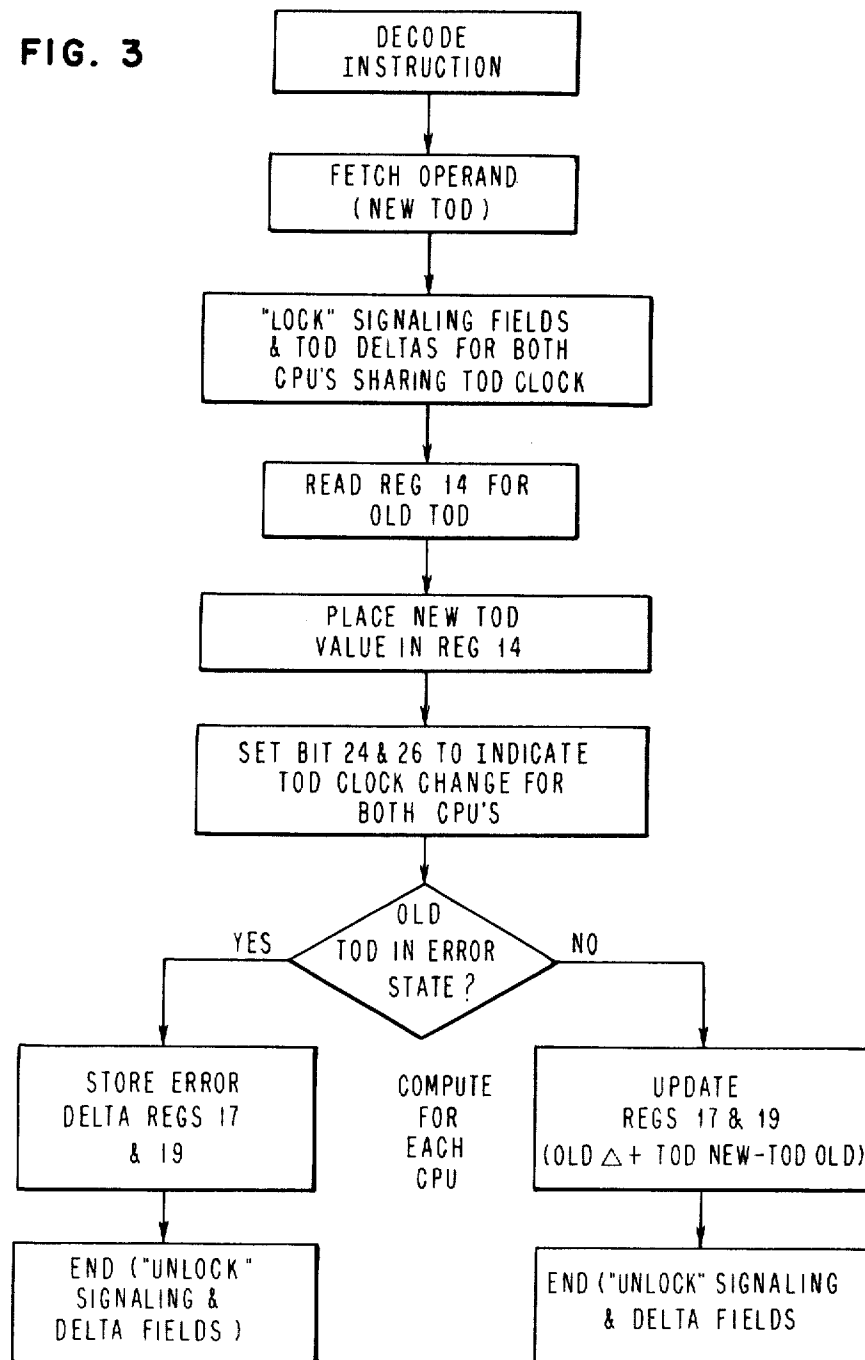 FIG. 3
DECODE
INSTRUCTION
FETCH OPERAND
(NEW TOD)
"LOCK" SIGNALING FIELDS
& TOD DELTAS FOR BOTH
CPU'S SHARING TOD CLOCK
READ REG 14 FOR
OLD TOD
PLACE NEW TOD
VALUE IN REG 14
SET BIT 24 & 26 TO INDICATE
TOD CLOCK CHANGE FOR
BOTH CPU'S
OLD
TOD IN ERROR
STATE?
YES
NO
STORE ERROR
DELTA REGS 17
& 19
COMPUTE
FOR
EACH
CPU
UPDATE
REGS 17 & 19
(OLD △ + TOD NEW-TOD OLD)
END ("UNLOCK"
SIGNALING &
DELTA FIELDS)
END ("UNLOCK" SIGNALING
& DELTA FIELDS